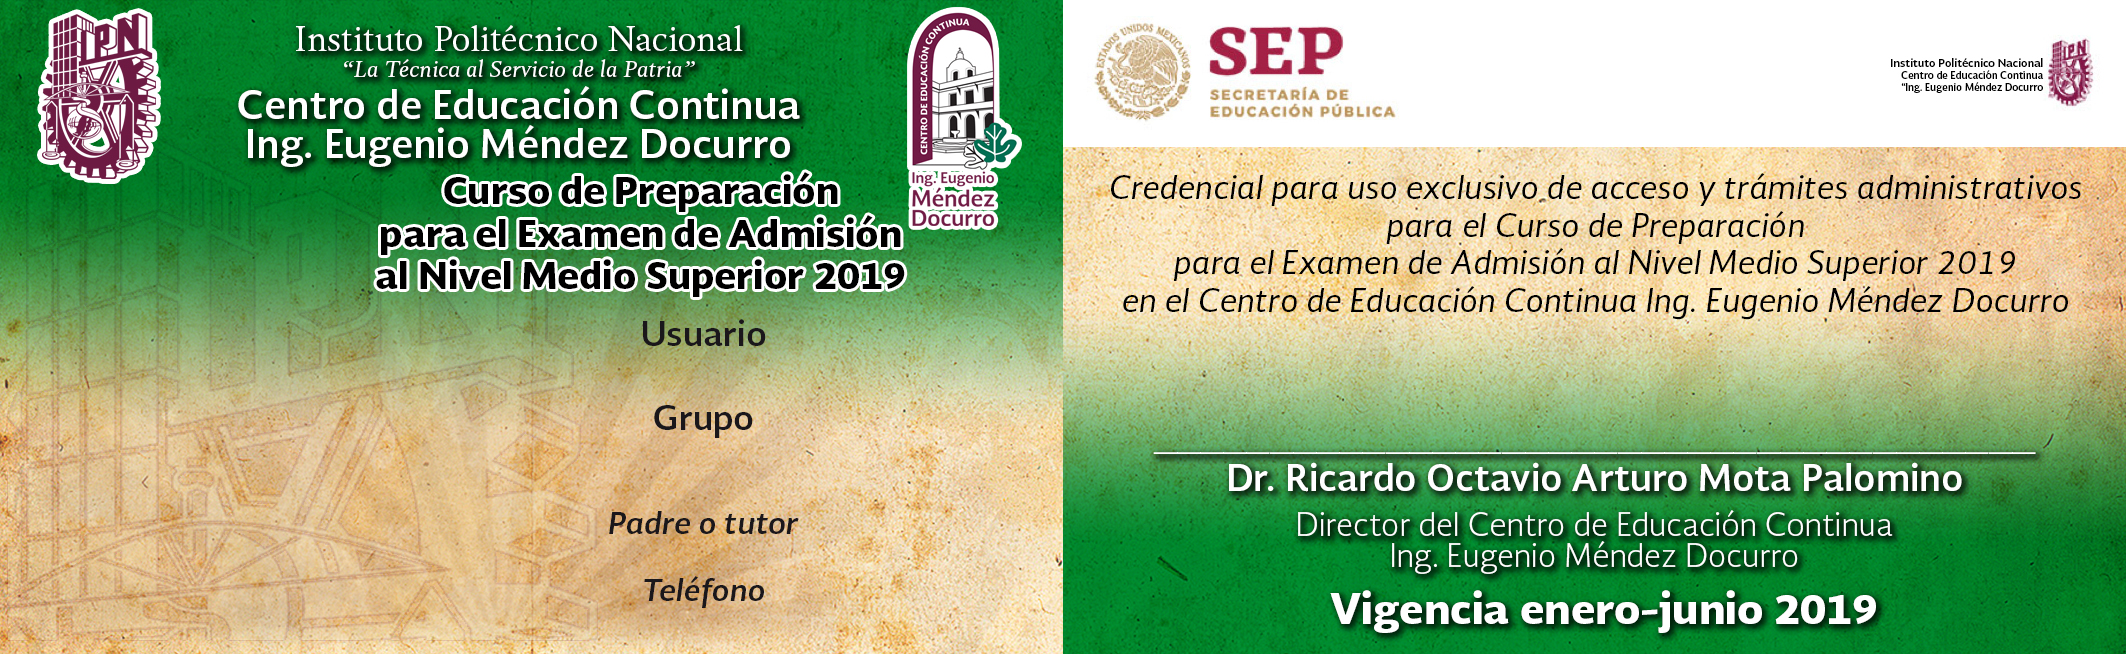 IPN
Instituto Politécnico Nacional
“La Técnica al Servicio de la Patria”
Centro de Educación Continua
Ing. Eugenio Méndez Docurro
CENTRO DE EDUCACIÓN CONTINUA
Ing. Eugenio
Méndez
Docurro
Curso de Preparación
para el Examen de Admisión
al Nivel Medio Superior 2019
Usuario
Grupo
Padre o tutor
Teléfono
ESTADOS UNIDOS MEXICANOS
SEP
SECRETARÍA DE
EDUCACIÓN PÚBLICA
Instituto Politécnico Nacional
Centro de Educación Continua
"Ing. Eugenio Méndez Docurro
IPN
Credencial para uso exclusivo de acceso y trámites administrativos
para el Curso de Preparación
para el Examen de Admisión al Nivel Medio Superior 2019
en el Centro de Educación Continua Ing. Eugenio Méndez Docurro
Dr. Ricardo Octavio Arturo Mota Palomino
Director del Centro de Educación Continua
Ing. Eugenio Méndez Docurro
Vigencia enero-junio 2019